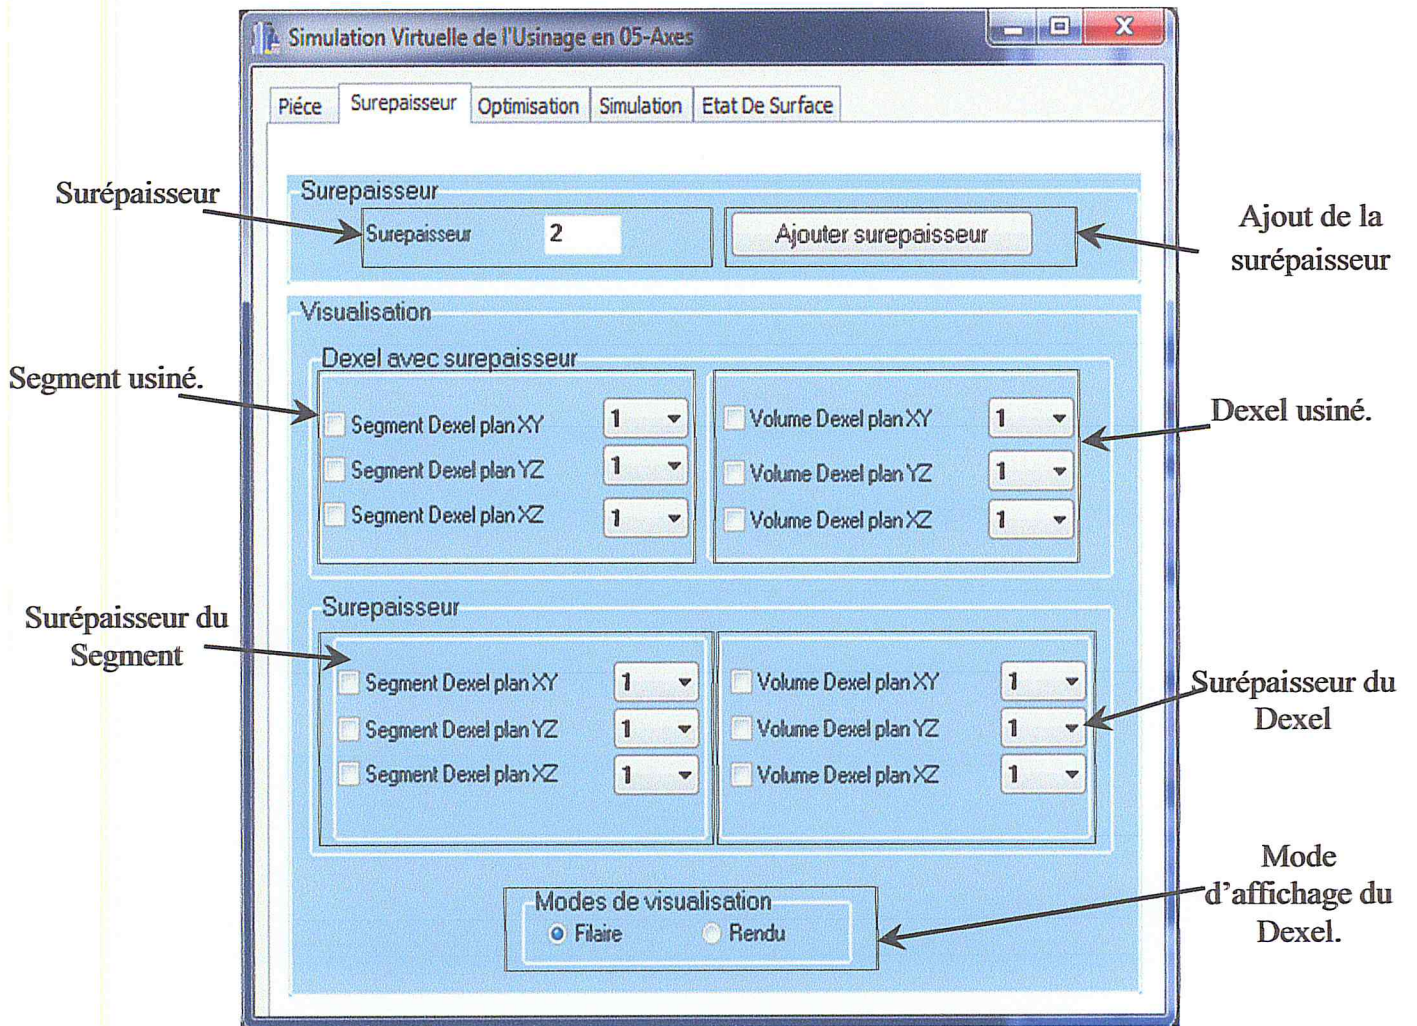 Simulation Virtuelle de l'Usinage en 05-Axes
Piéce Surepaisseur Optimisation Simulation Etat De Surface
Surépaisseur
Surepaisseur
Surepaisseur 2 Ajouter surepaisseur
Ajout de la
surépaisseur
Visualisation
Dexel avec surepaisseur
Segment usiné.
Segment Dexel plan XY 1 Volume Dexel plan XY 1
Dexel usiné.
Segment Dexel plan YZ 1 Volume Dexel plan YZ 1
Segment Dexel plan XZ 1 Volume Dexel plan XZ 1
Surépaisseur du
Segment
Surepaisseur
Segment Dexel plan XY 1 Volume Dexel plan XY 1
Segment Dexel plan YZ 1 Volume Dexel plan YZ 1
Segment Dexel plan XZ 1 Volume Dexel plan XZ 1
Surépaisseur du
Dexel
Modes de visualisation
Filaire Rendu
Mode
d'affichage du
Dexel.